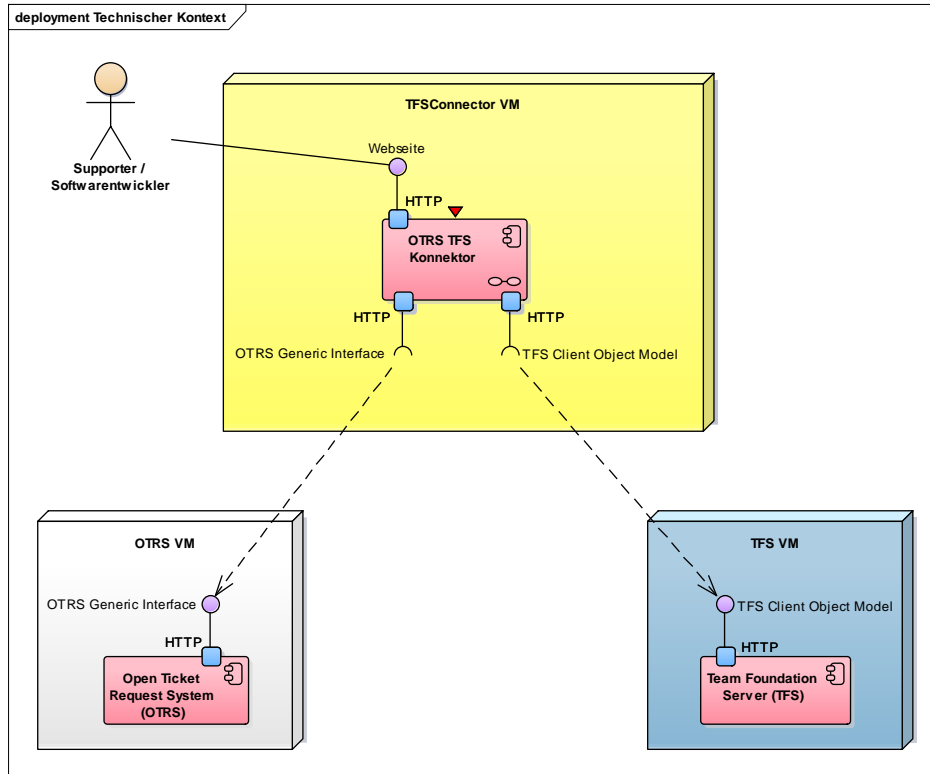 deployment Technischer Kontext
TFSConnector VM
Supporter /
Softwarentwickler
Webseite
HTTP
OTRS TFS
Konnektor
HTTP
HTTP
OTRS Generic Interface
TFS Client Object Model
OTRS VM
OTRS Generic Interface
HTTP
Open Ticket
Request System
(OTRS)
TFS VM
TFS Client Object Model
HTTP
Team Foundation
Server (TFS)